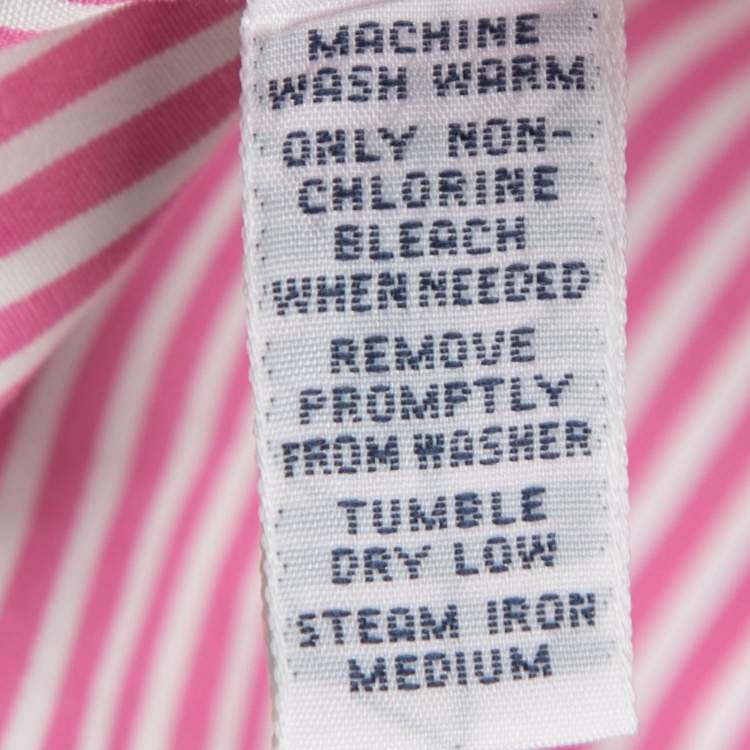 MACHINE
WASH WARM
ONLY NON-
CHLORINE
BLEACH
WHEN NEEDED
REMOVE
PROMPTLY
FROM WASHER
TUMBLE
DRY LOW
STEAM IRON
MEDIUM